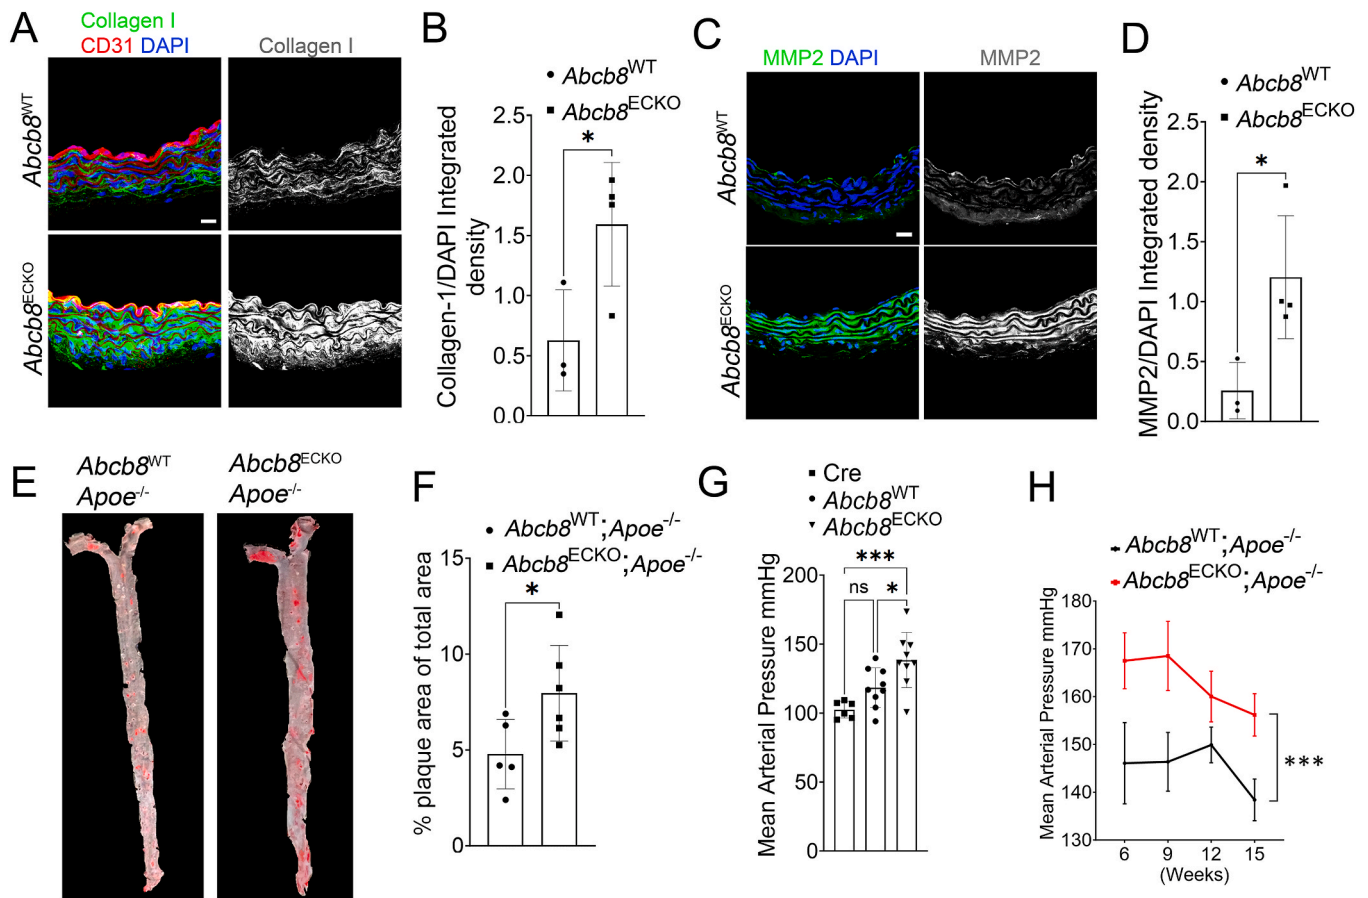 A
Collagen I
CD31 DAPI
Collagen I
Abcb8WT
Abcb8ECKO
B
Abcb8WT
Abcb8ECKO
Collagen-1/DAPI Integrated
density
2.5
2.0
1.5
1.0
0.5
0.0
*
C
MMP2 DAPI
MMP2
Abcb8WT
Abcb8ECKO
D
Abcb8WT
Abcb8ECKO
MMP2/DAPI Integrated density
2.5
2.0
1.5
1.0
0.5
0.0
*
E
Abcb8WT
Apoe-/-
Abcb8ECKO
Apoe-/-
F
Abcb8WT;Apoe-/-
Abcb8ECKO;Apoe-/-
% plaque area of total area
15
10
5
0
*
G
Cre
Abcb8WT
Abcb8ECKO
Mean Arterial Pressure mmHg
200
150
100
50
0
***
ns
*
H
Abcb8WT;Apoe-/-
Abcb8ECKO;Apoe-/-
Mean Arterial Pressure mmHg
180
170
160
150
140
130
***
6 9 12 15
(Weeks)